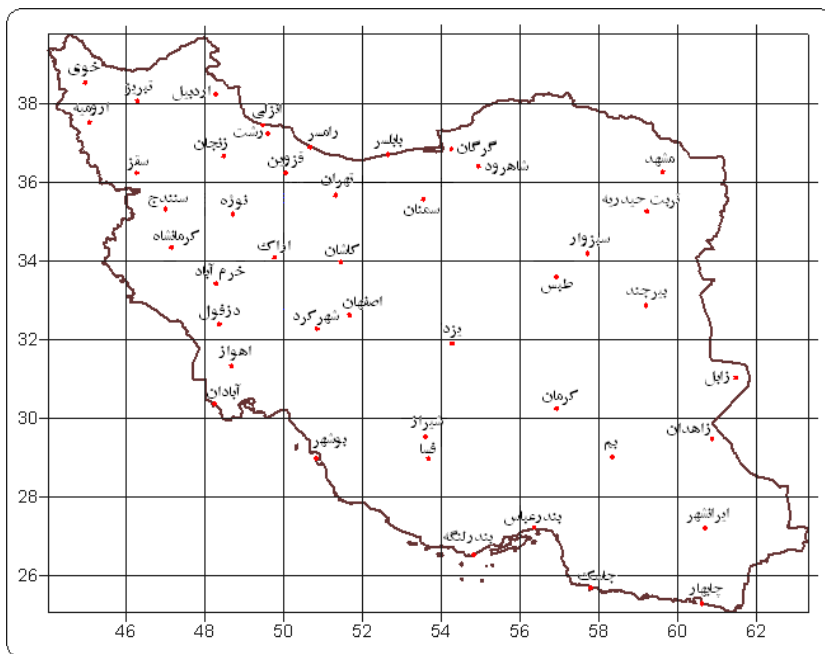 خوی
تبریز
اردبیل
ارومیه
انزلی
رشت
رامسر
بابلسر
گرگان
زنجان
قزوین
شاهرود
مشهد
سقز
تهران
سمنان
تربت حیدریه
سنندج
نوژه
کرمانشاه
اراک
کاشان
سبزوار
خرم آباد
طبس
بیرجند
دزفول
شهرکرد
اصفهان
یزد
اهواز
زابل
آبادان
کرمان
شیراز
زاهدان
بوشهر
فسا
بم
بندرعباس
ایرانشهر
بندرلنگه
جاسک
چابهار
38
36
34
32
30
28
26
46 48 50 52 54 56 58 60 62